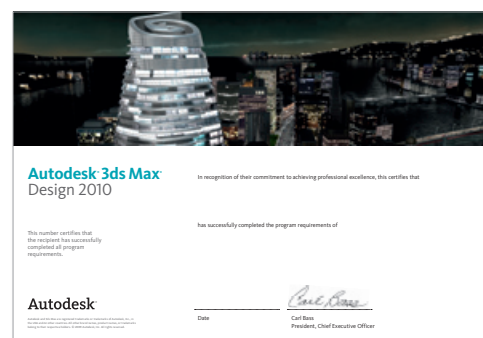 Autodesk® 3ds Max®
Design 2010
In recognition of their commitment to achieving professional excellence, this certifies that
has successfully completed the program requirements of
This number certifies that
the recipient has successfully
completed all program
requirements.
Autodesk®
Date
Carl Bass
Carl Bass
President, Chief Executive Officer